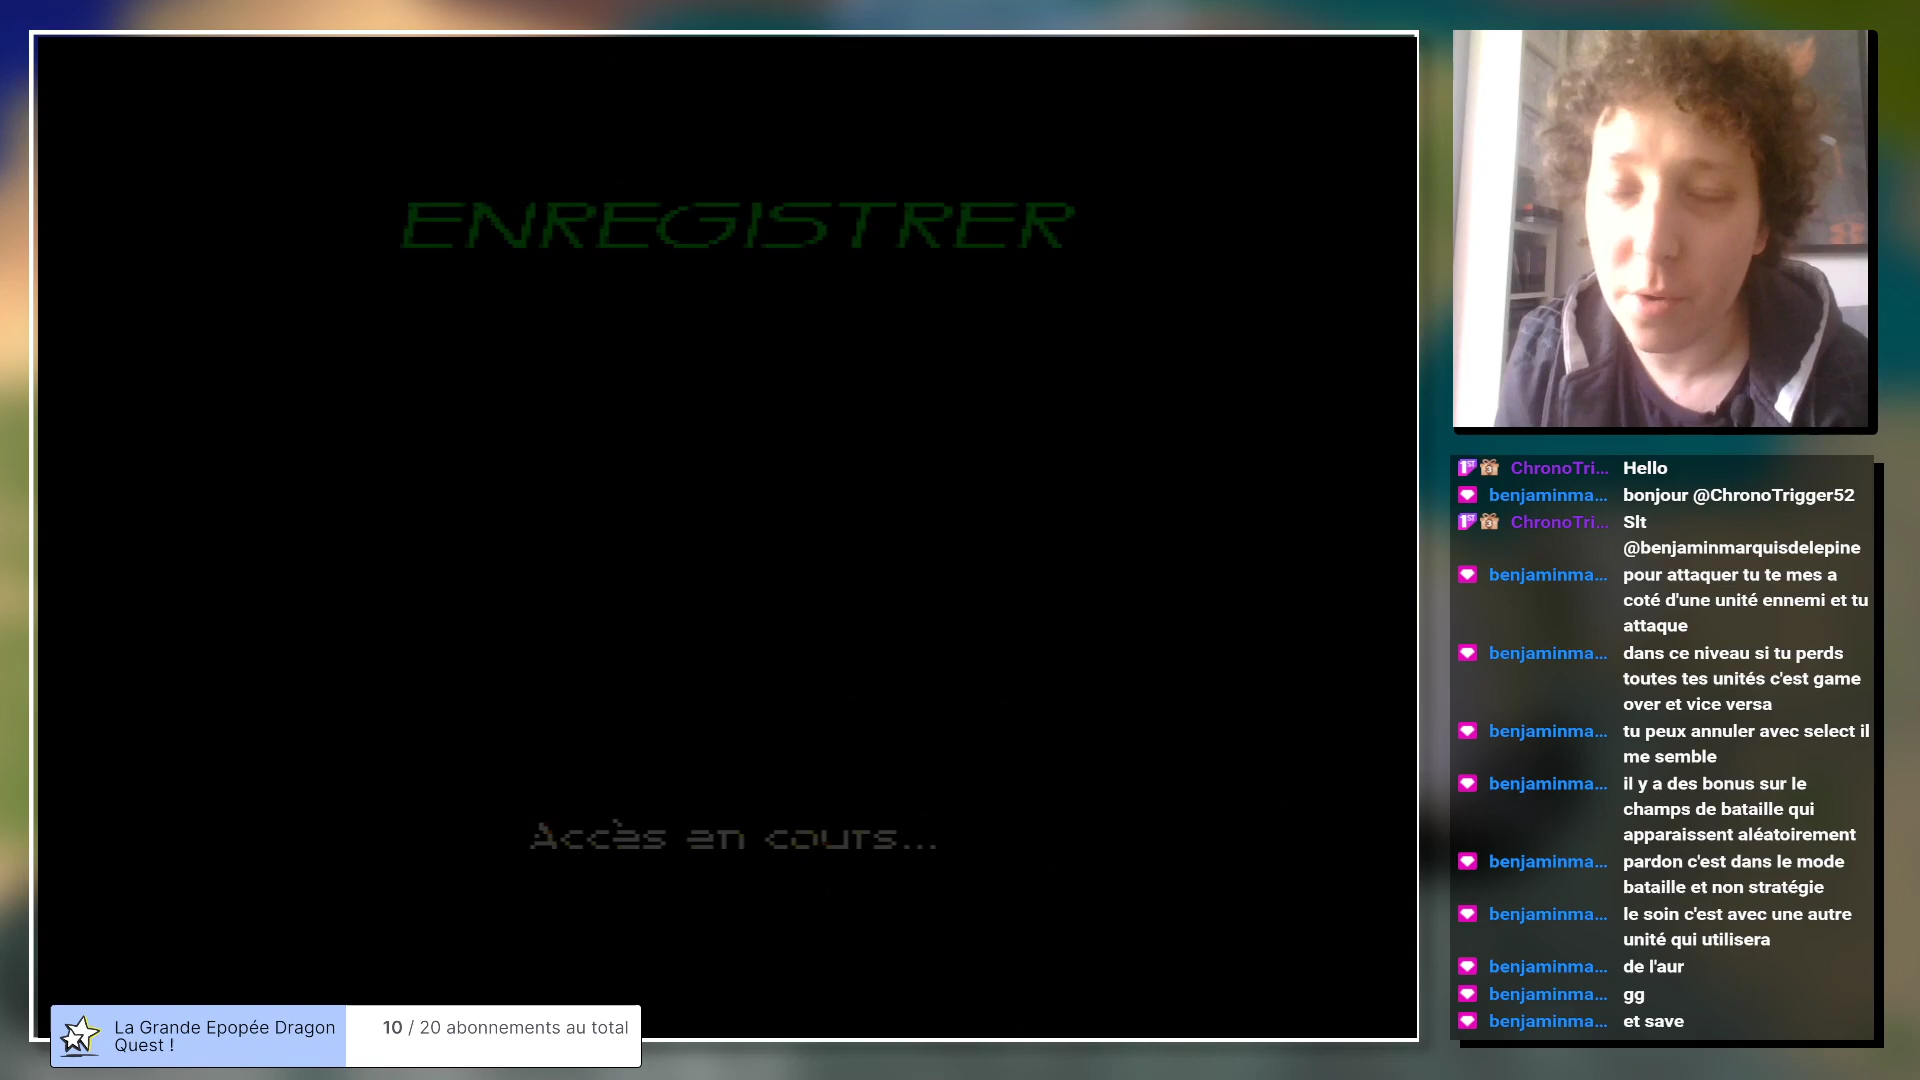 ENREGISTRER
Accès en cours...
La Grande Epopée Dragon
Quest !
10 / 20 abonnements au total
ChronoTri... Hello
benjaminma... bonjour @ChronoTrigger52
ChronoTri... Slt
@benjaminmarquisdelepine
benjaminma... pour attaquer tu te mes a
coté d'une unité ennemi et tu
attaque
benjaminma... dans ce niveau si tu perds
toutes tes unités c'est game
over et vice versa
benjaminma... tu peux annuler avec select il
me semble
benjaminma... il y a des bonus sur le
champs de bataille qui
apparaissent aléatoirement
benjaminma... pardon c'est dans le mode
bataille et non stratégie
benjaminma... le soin c'est avec une autre
unité qui utilisera
benjaminma... de l'aur
benjaminma... gg
benjaminma... et save